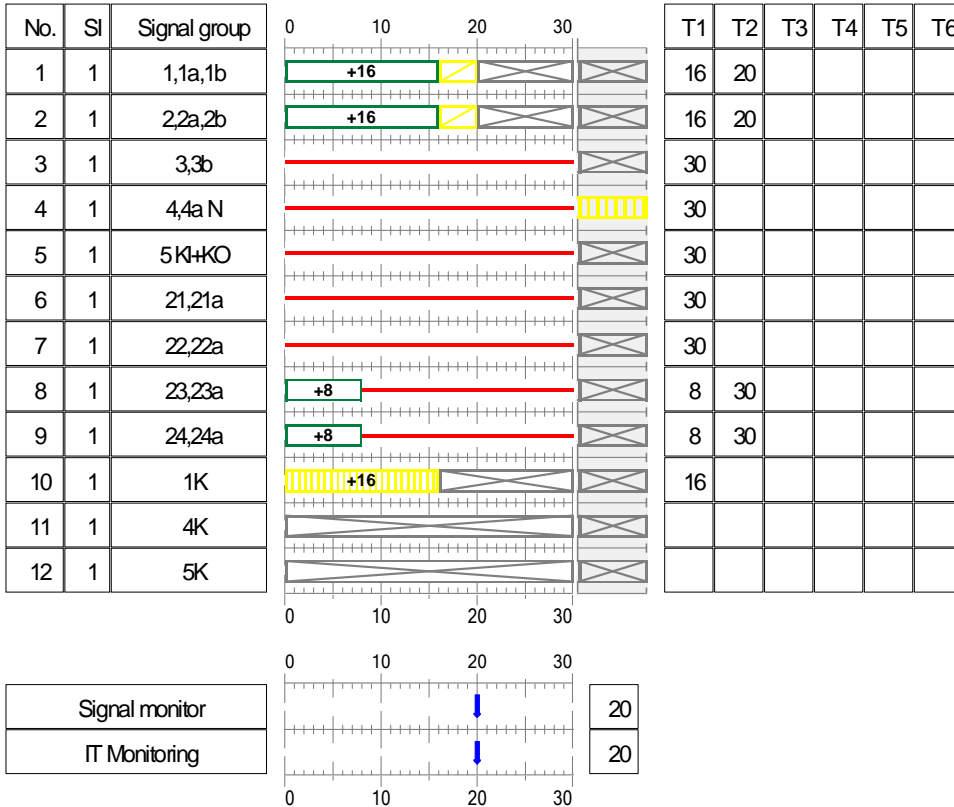 No. SI Signal group 0 10 20 30 T1 T2 T3 T4 T5 T6
1 1 1,1a,1b +16 16 20
2 1 2,2a,2b +16 16 20
3 1 3,3b 30
4 1 4,4a N 30
5 1 5 KI+KO 30
6 1 21,21a 30
7 1 22,22a 30
8 1 23,23a +8 8 30
9 1 24,24a +8 8 30
10 1 1K +16 16
11 1 4K
12 1 5K
0 10 20 30
0 10 20 30
Signal monitor 20
IT Monitoring 20
0 10 20 30